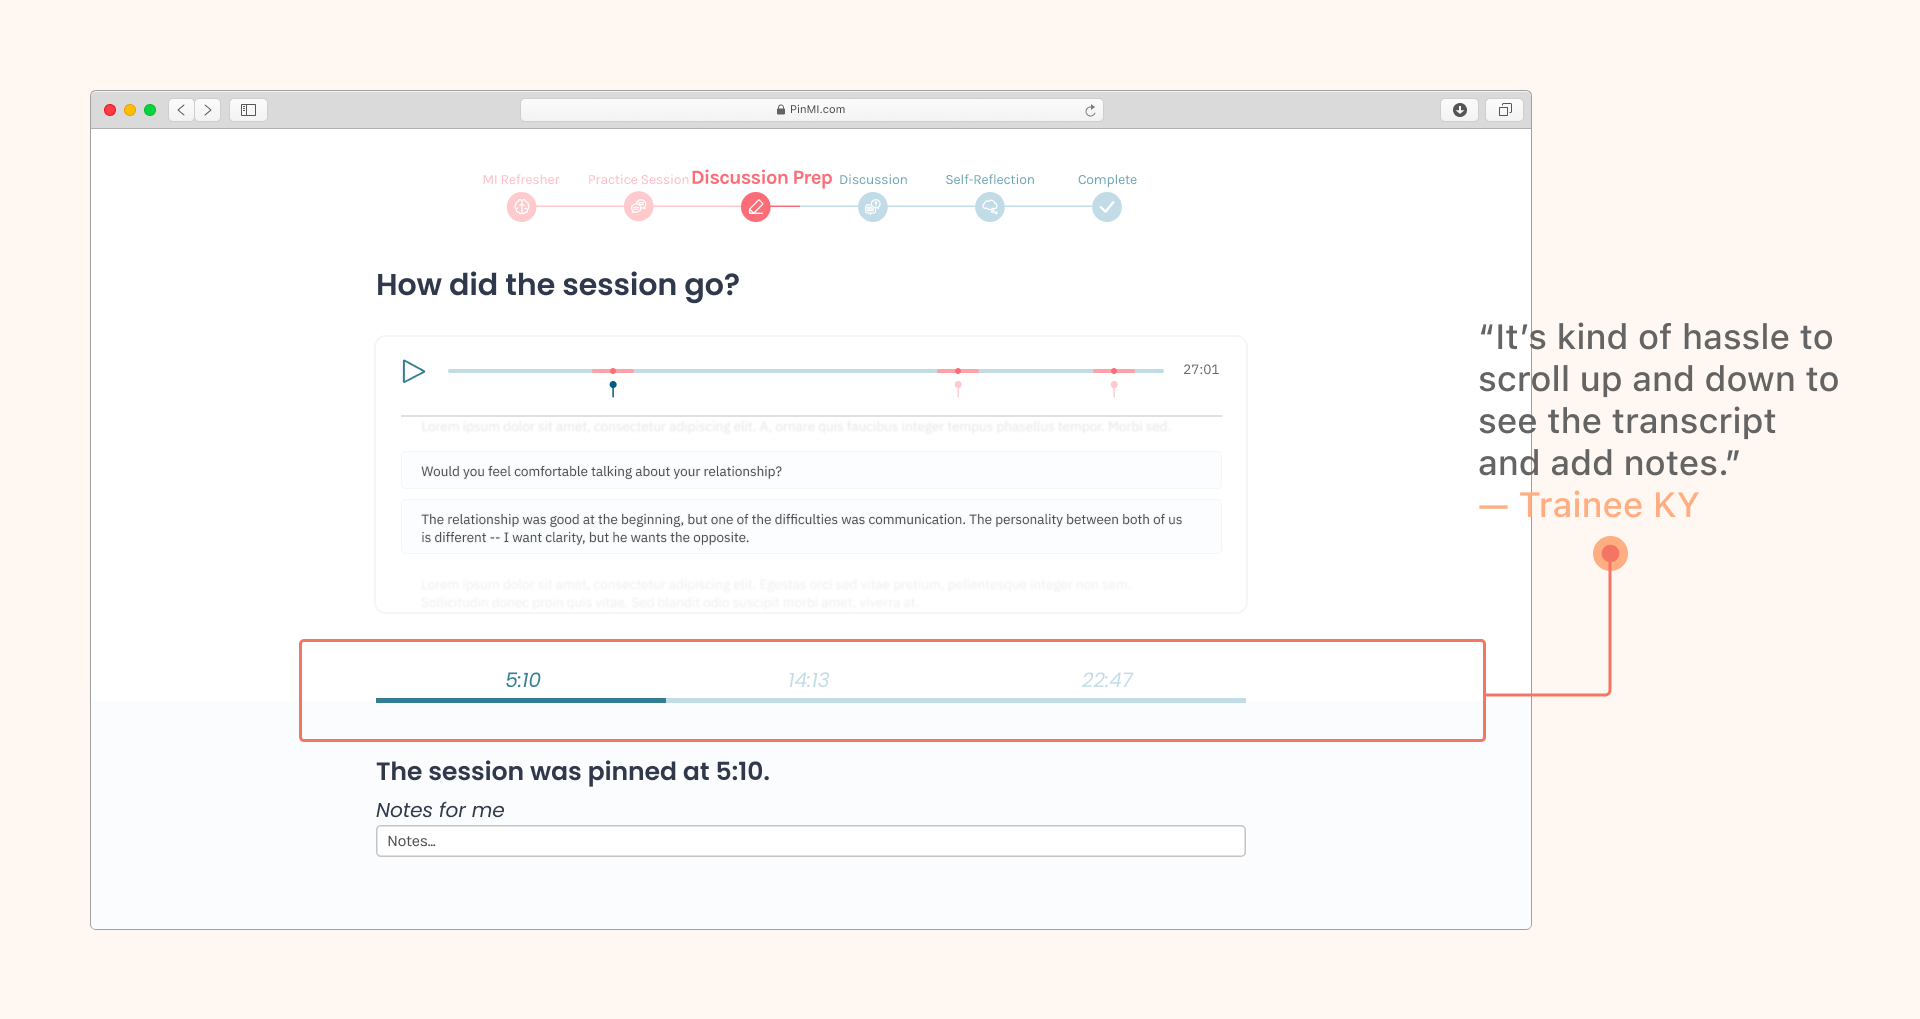 PinMI.com
MI Refresher
Practice Session
Discussion Prep
Discussion
Self-Reflection
Complete
How did the session go?
27:01
Lorem ipsum dolor sit amet, consectetur adipiscing elit. A, ornare quis faucibus integer tempus phasellus tempor. Morbi sed.
Would you feel comfortable talking about your relationship?
The relationship was good at the beginning, but one of the difficulties was communication. The personality between both of us
is different -- I want clarity, but he wants the opposite.
Lorem ipsum dolor sit amet, consectetur adipiscing elit. Egestas orci sed vitae pretium, pellentesque integer non sem.
Sollicitudin donec proin quis vitae. Sed blandit odio suscipit morbi amet, viverra at.
5:10
14:13
22:47
The session was pinned at 5:10.
Notes for me
Notes...
“It’s kind of hassle to
scroll up and down to
see the transcript
and add notes.”
— Trainee KY